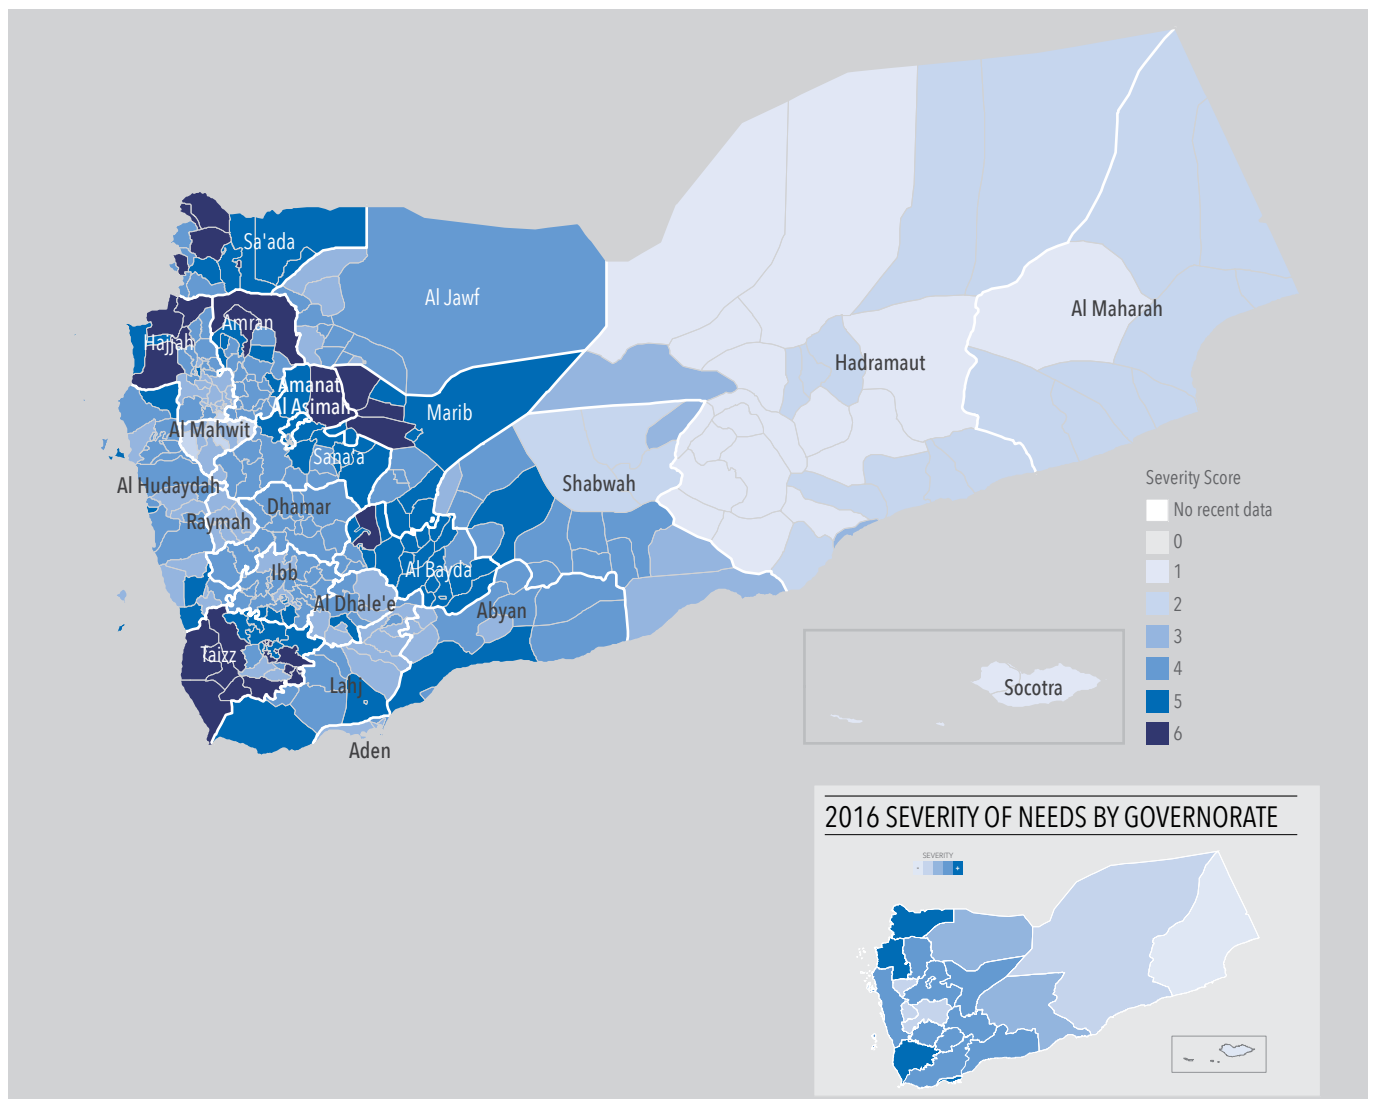 Sa'ada
Al Jawf
Al Maharah
Amran
Hajjah
Hadramaut
Amanat
Al Asimah
Marib
Al Mahwit
Sana'a
Shabwah
Al Hudaydah
Dhamar
Raymah
Ibb
Al Bayda
Al Dhale'e
Abyan
Taizz
Lahj
Aden
Socotra
Severity Score
No recent data
0
1
2
3
4
5
6
2016 SEVERITY OF NEEDS BY GOVERNORATE
SEVERITY
- +